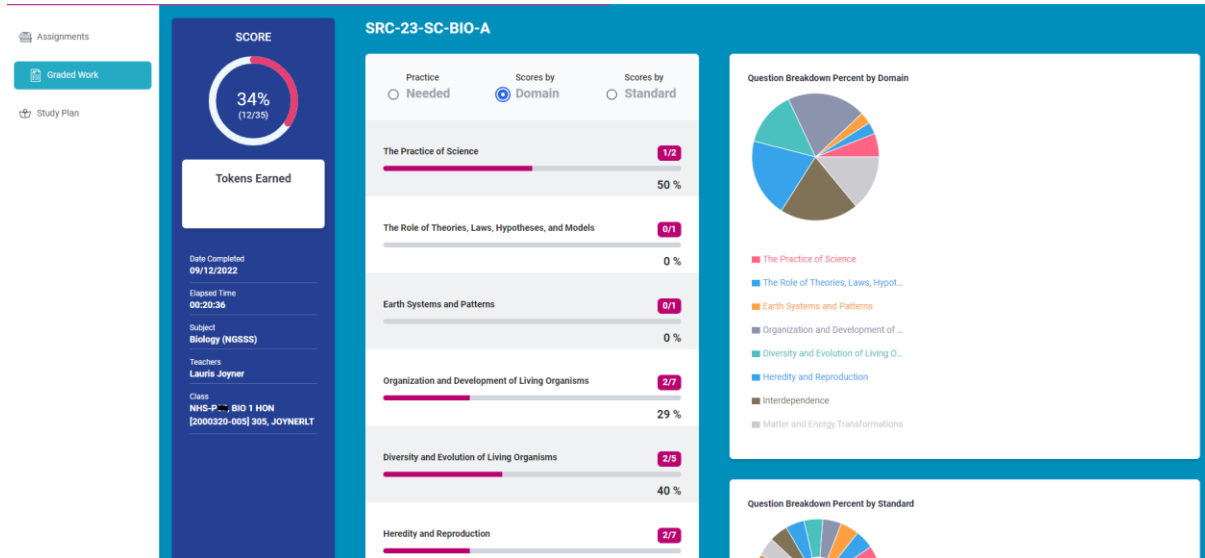 Assignments
Graded Work
Study Plan
SCORE
34%
(12/35)
Tokens Earned
Date Completed
09/12/2022
Elapsed Time
00:20:36
Subject
Biology (NGSSS)
Teachers
Lauris Joyner
Class
NHS-P , BIO 1 HON
[2000320-005] 305, JOYNERLT
SRC-23-SC-BIO-A
Practice
Needed
Scores by
Domain
Scores by
Standard
The Practice of Science
1/2
50 %
The Role of Theories, Laws, Hypotheses, and Models
0/1
0 %
Earth Systems and Patterns
0/1
0 %
Organization and Development of Living Organisms
2/7
29 %
Diversity and Evolution of Living Organisms
2/5
40 %
Heredity and Reproduction
2/7
Question Breakdown Percent by Domain
The Practice of Science
The Role of Theories, Laws, Hypot...
Earth Systems and Patterns
Organization and Development of ...
Diversity and Evolution of Living O...
Heredity and Reproduction
Interdependence
Matter and Energy Transformations
Question Breakdown Percent by Standard